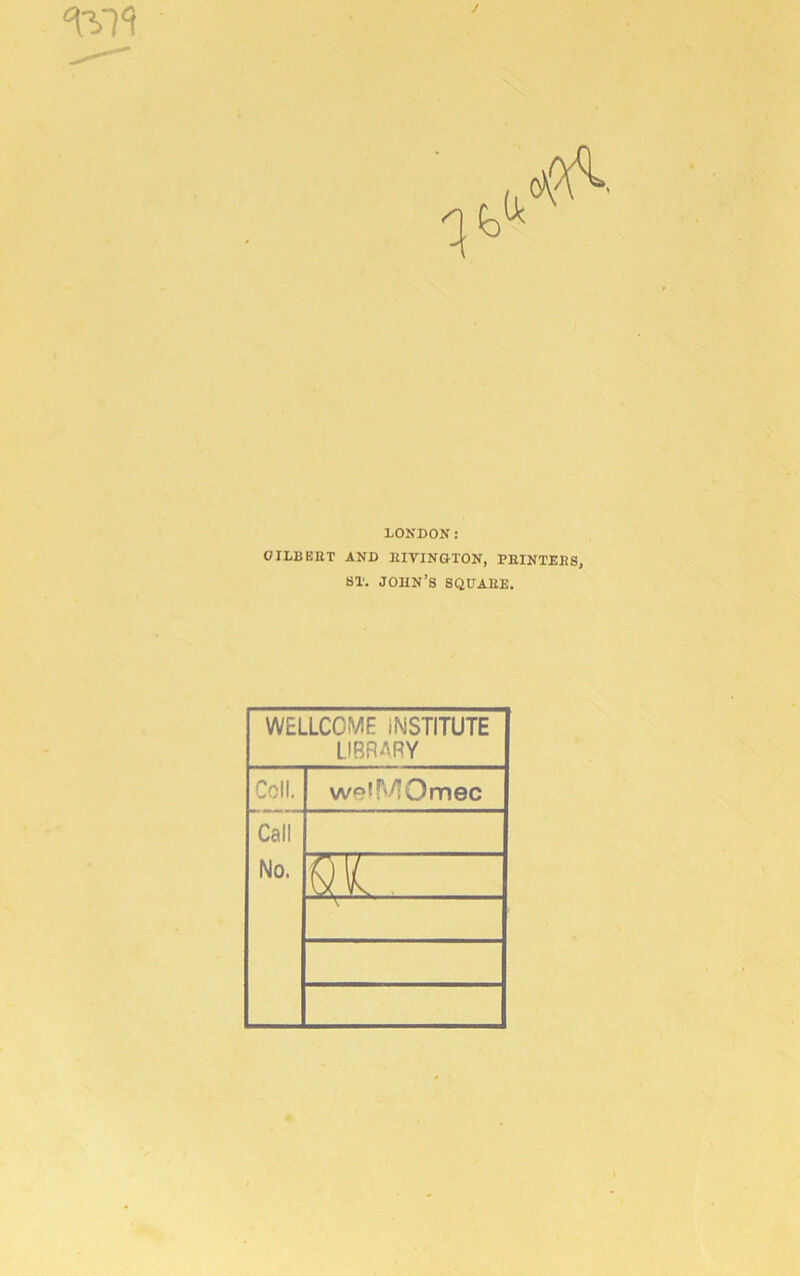 LONDON:
GILBERT AND RIVINGTON, PRINTERS,
ST. JOHN'S SQUARE.
WELLCOME INSTITUTE
LIBRARY
Coll. welMOmec
Call
No. QK